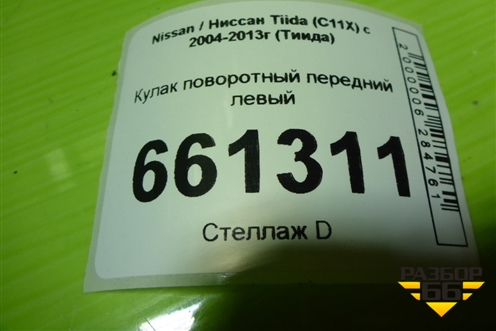 Nissan / Ниссан Tiida (C11X) с
2004-2013г (Тиида)
Кулак поворотный передний
левый
661311
Стеллаж D
2000006284761
РАЗБОР
66